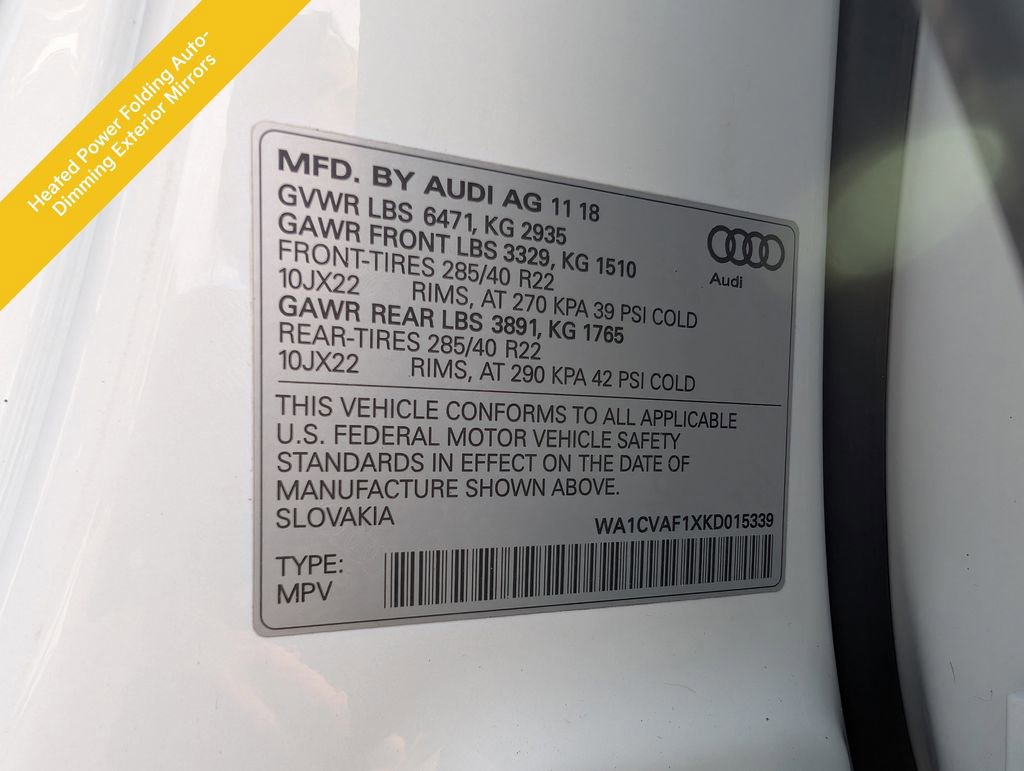 Heated Power Folding Auto-
Dimming Exterior Mirrors
MFD. BY AUDI AG 11 18
GVWR LBS 6471, KG 2935
GAWR FRONT LBS 3329, KG 1510
FRONT-TIRES 285/40 R22
10JX22 RIMS, AT 270 KPA 39 PSI COLD
GAWR REAR LBS 3891, KG 1765
REAR-TIRES 285/40 R22
10JX22 RIMS, AT 290 KPA 42 PSI COLD
Audi
THIS VEHICLE CONFORMS TO ALL APPLICABLE
U.S. FEDERAL MOTOR VEHICLE SAFETY
STANDARDS IN EFFECT ON THE DATE OF
MANUFACTURE SHOWN ABOVE.
SLOVAKIA WA1CVAF1XKD015339
TYPE:
MPV